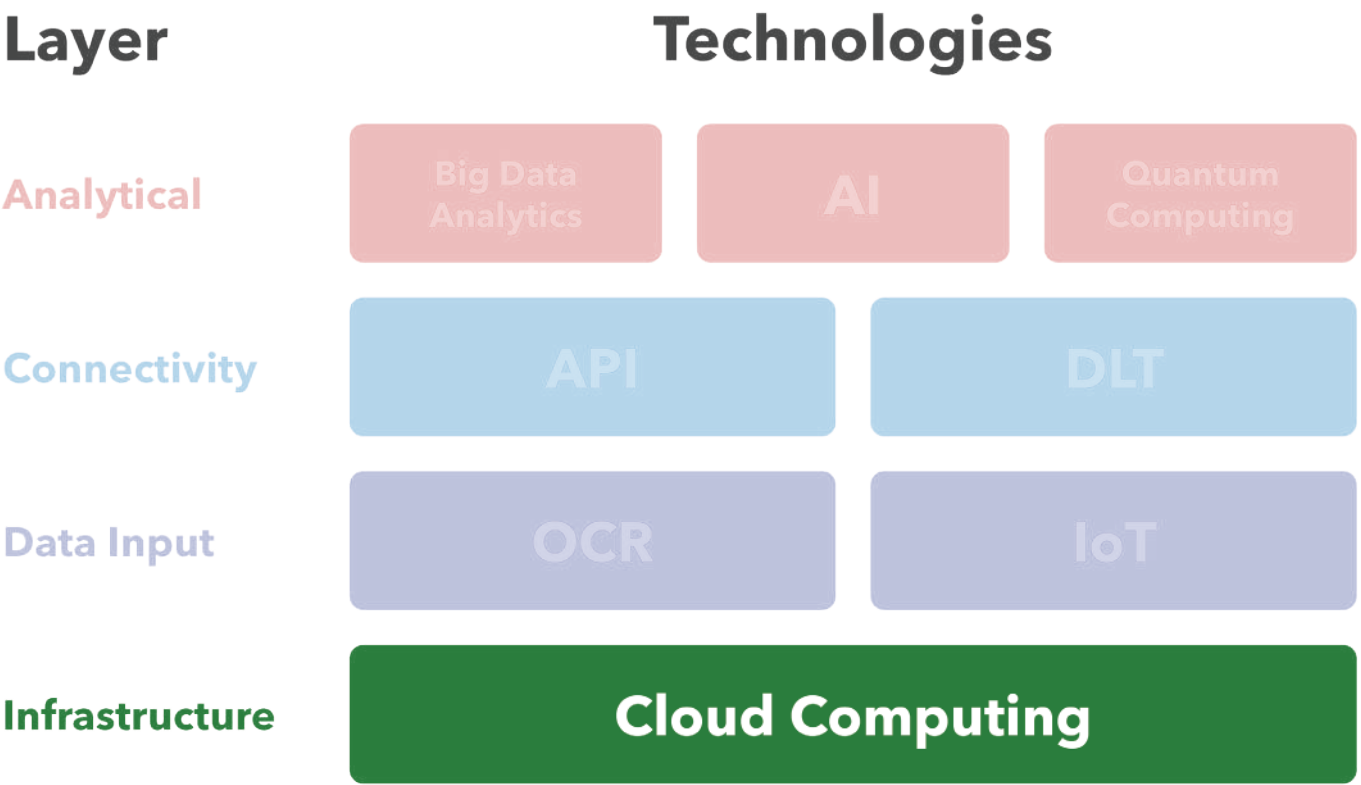 Layer
Technologies
Analytical
Big Data
Analytics
AI
Quantum
Computing
Connectivity
API
DLT
Data Input
OCR
IoT
Infrastructure
Cloud Computing